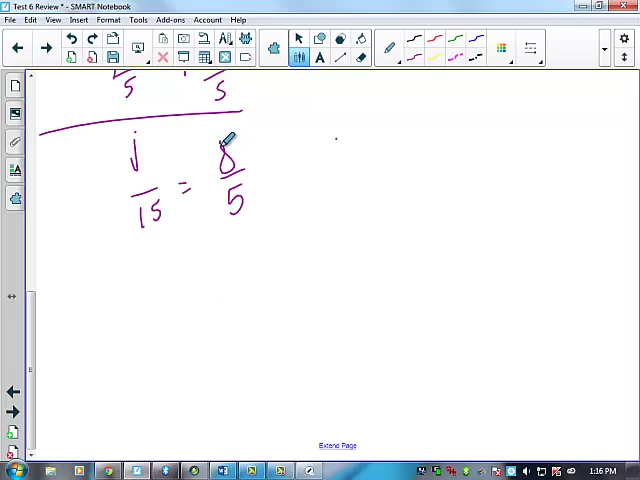 Test 6 Review * - SMART Notebook
File Edit View Insert Format Tools Add-ons Account Help
5 5
j 8
15 = 5
Extend Page
1:16 PM